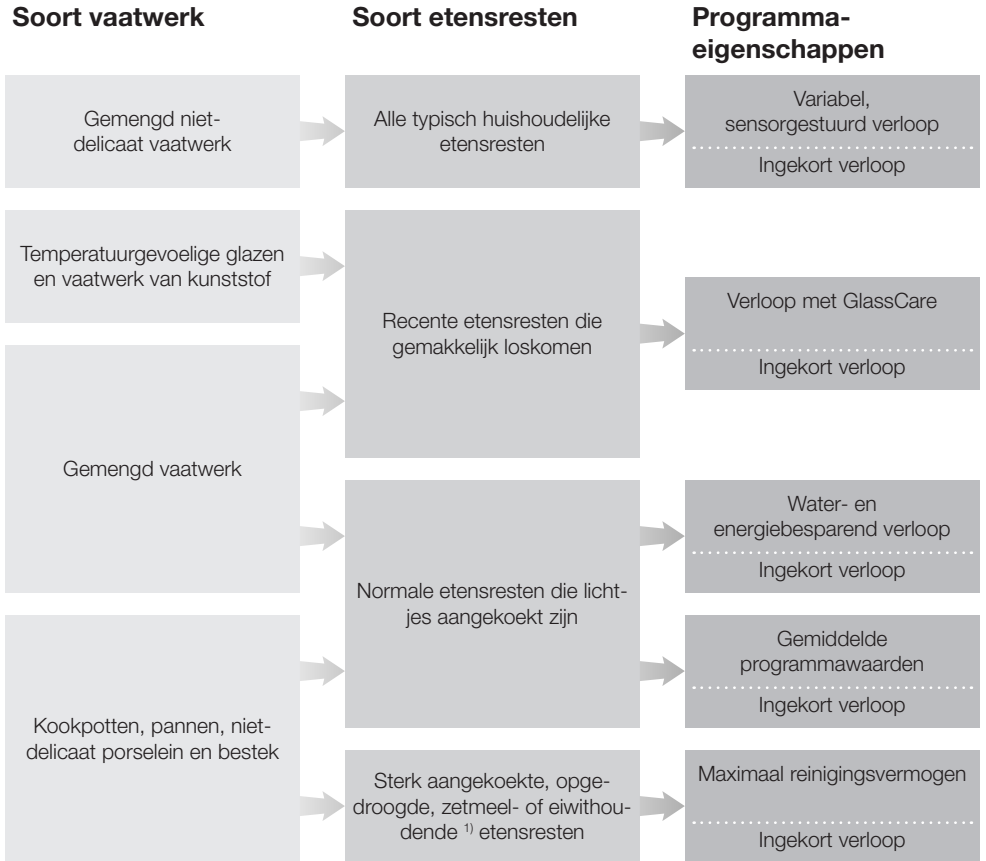 Soort vaatwerk
Soort etensresten
Programma-
eigenschappen
Gemengd niet-
delicaat vaatwerk
Alle typisch huishoudelijke
etensresten
Variabel,
sensorgestuurd verloop
Ingekort verloop
Temperatuurgevoelige glazen
en vaatwerk van kunststof
Recente etensresten die
gemakkelijk loskomen
Verloop met GlassCare
Ingekort verloop
Gemengd vaatwerk
Normale etensresten die licht-
jes aangekoekt zijn
Water- en
energiebesparend verloop
Ingekort verloop
Gemiddelde
programmawaarden
Ingekort verloop
Kookpotten, pannen, niet-
delicaat porselein en bestek
Sterk aangekoekte, opge-
droogde, zetmeel- of eiwithou-
dende 1) etensresten
Maximaal reinigingsvermogen
Ingekort verloop